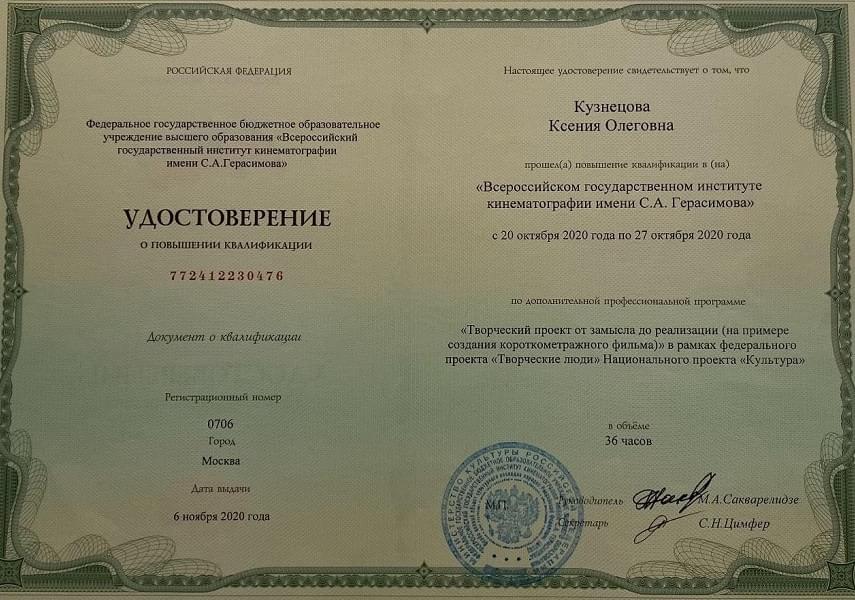 РОССИЙСКАЯ ФЕДЕРАЦИЯ
Федеральное государственное бюджетное образовательное
учреждение высшего образования «Всероссийский
государственный институт кинематографии
имени С.А.Герасимова»
УДОСТОВЕРЕНИЕ
О ПОВЫШЕНИИ КВАЛИФИКАЦИИ
772412230476
Документ о квалификации
Регистрационный номер
0706
Город
Москва
Дата выдачи
6 ноября 2020 года
Настоящее удостоверение свидетельствует о том, что
Кузнецова
Ксения Олеговна
прошел(а) повышение квалификации в (на)
«Всероссийском государственном институте
кинематографии имени С.А. Герасимова»
с 20 октября 2020 года по 27 октября 2020 года
по дополнительной профессиональной программе
«Творческий проект от замысла до реализации (на примере
создания короткометражного фильма)» в рамках федерального
проекта «Творческие люди» Национального проекта «Культура»
в объёме
36 часов
М.П.
Руководитель М.А.Сакварелидзе
Секретарь С.Н.Цимфер